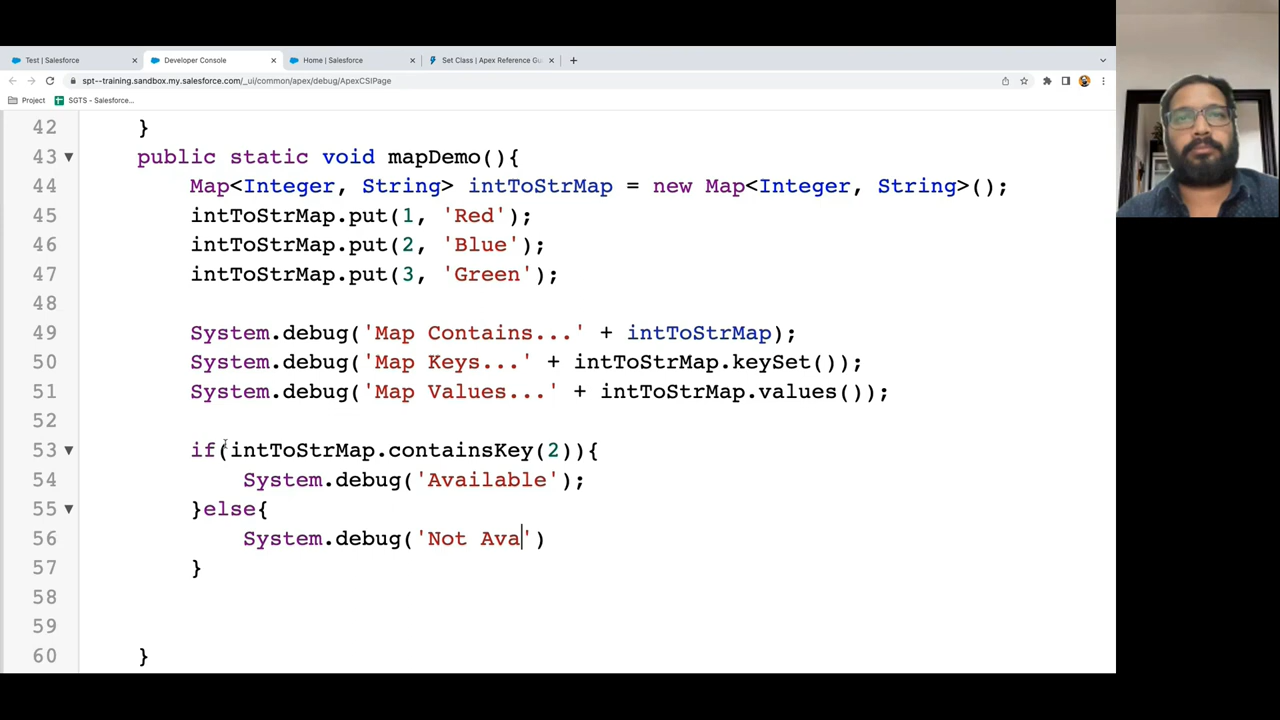 Test | Salesforce
Developer Console
Home | Salesforce
Set Class | Apex Reference Gu
spt--training.sandbox.my.salesforce.com/_ui/common/apex/debug/ApexCSIPage
Project
SGTS - Salesforce...
42 }
43 public static void mapDemo(){
44 Map<Integer, String> intToStrMap = new Map<Integer, String>();
45 intToStrMap.put(1, 'Red');
46 intToStrMap.put(2, 'Blue');
47 intToStrMap.put(3, 'Green');
48
49 System.debug('Map Contains...' + intToStrMap);
50 System.debug('Map Keys...' + intToStrMap.keySet());
51 System.debug('Map Values...' + intToStrMap.values());
52
53 if(intToStrMap.containsKey(2)){
54 System.debug('Available');
55 }else{
56 System.debug('Not Ava')
57 }
58
59
60 }